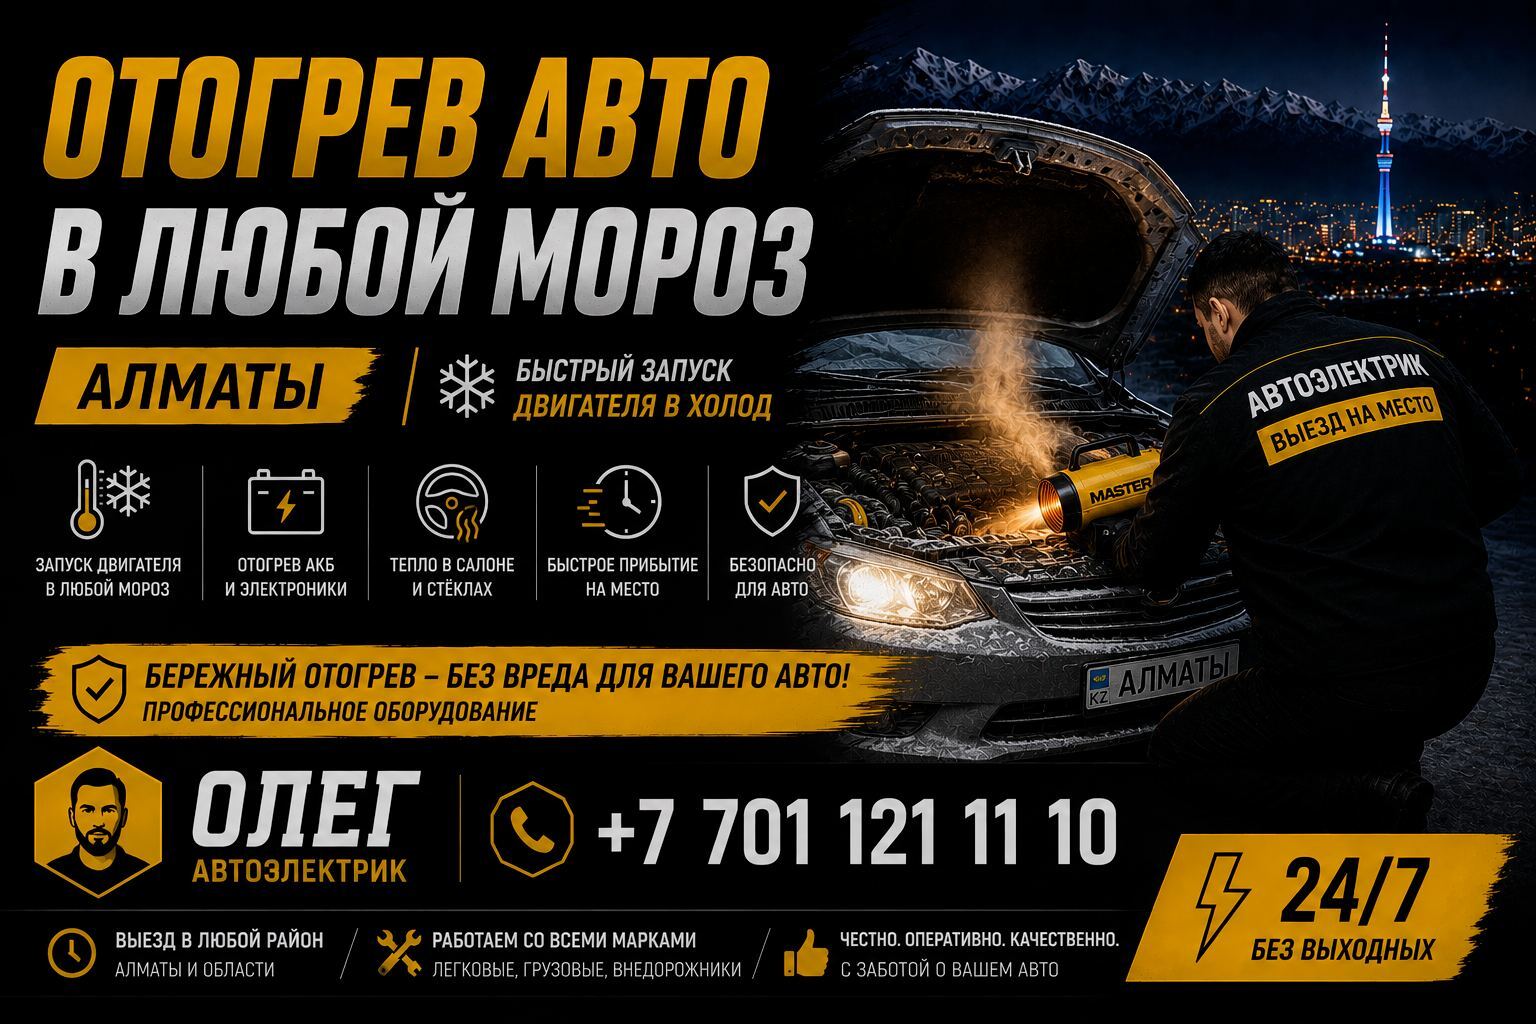 ОТОГРЕВ АВТО
В ЛЮБОЙ МОРОЗ
АЛМАТЫ
БЫСТРЫЙ ЗАПУСК
ДВИГАТЕЛЯ В ХОЛОД
ЗАПУСК ДВИГАТЕЛЯ
В ЛЮБОЙ МОРОЗ
ОТОГРЕВ АКБ
И ЭЛЕКТРОНИКИ
ТЕПЛО В САЛОНЕ
И СТЁКЛАХ
БЫСТРОЕ ПРИБЫТИЕ
НА МЕСТО
БЕЗОПАСНО
ДЛЯ АВТО
АВТОЭЛЕКТРИК
ВЫЕЗД НА МЕСТО
MASTER
KZ АЛМАТЫ
БЕРЕЖНЫЙ ОТОГРЕВ – БЕЗ ВРЕДА ДЛЯ ВАШЕГО АВТО!
ПРОФЕССИОНАЛЬНОЕ ОБОРУДОВАНИЕ
ОЛЕГ
АВТОЭЛЕКТРИК
+7 701 121 11 10
24/7
БЕЗ ВЫХОДНЫХ
ВЫЕЗД В ЛЮБОЙ РАЙОН
АЛМАТЫ И ОБЛАСТИ
РАБОТАЕМ СО ВСЕМИ МАРКАМИ
ЛЕГКОВЫЕ, ГРУЗОВЫЕ, ВНЕДОРОЖНИКИ
ЧЕСТНО. ОПЕРАТИВНО. КАЧЕСТВЕННО.
С ЗАБОТОЙ О ВАШЕМ АВТО